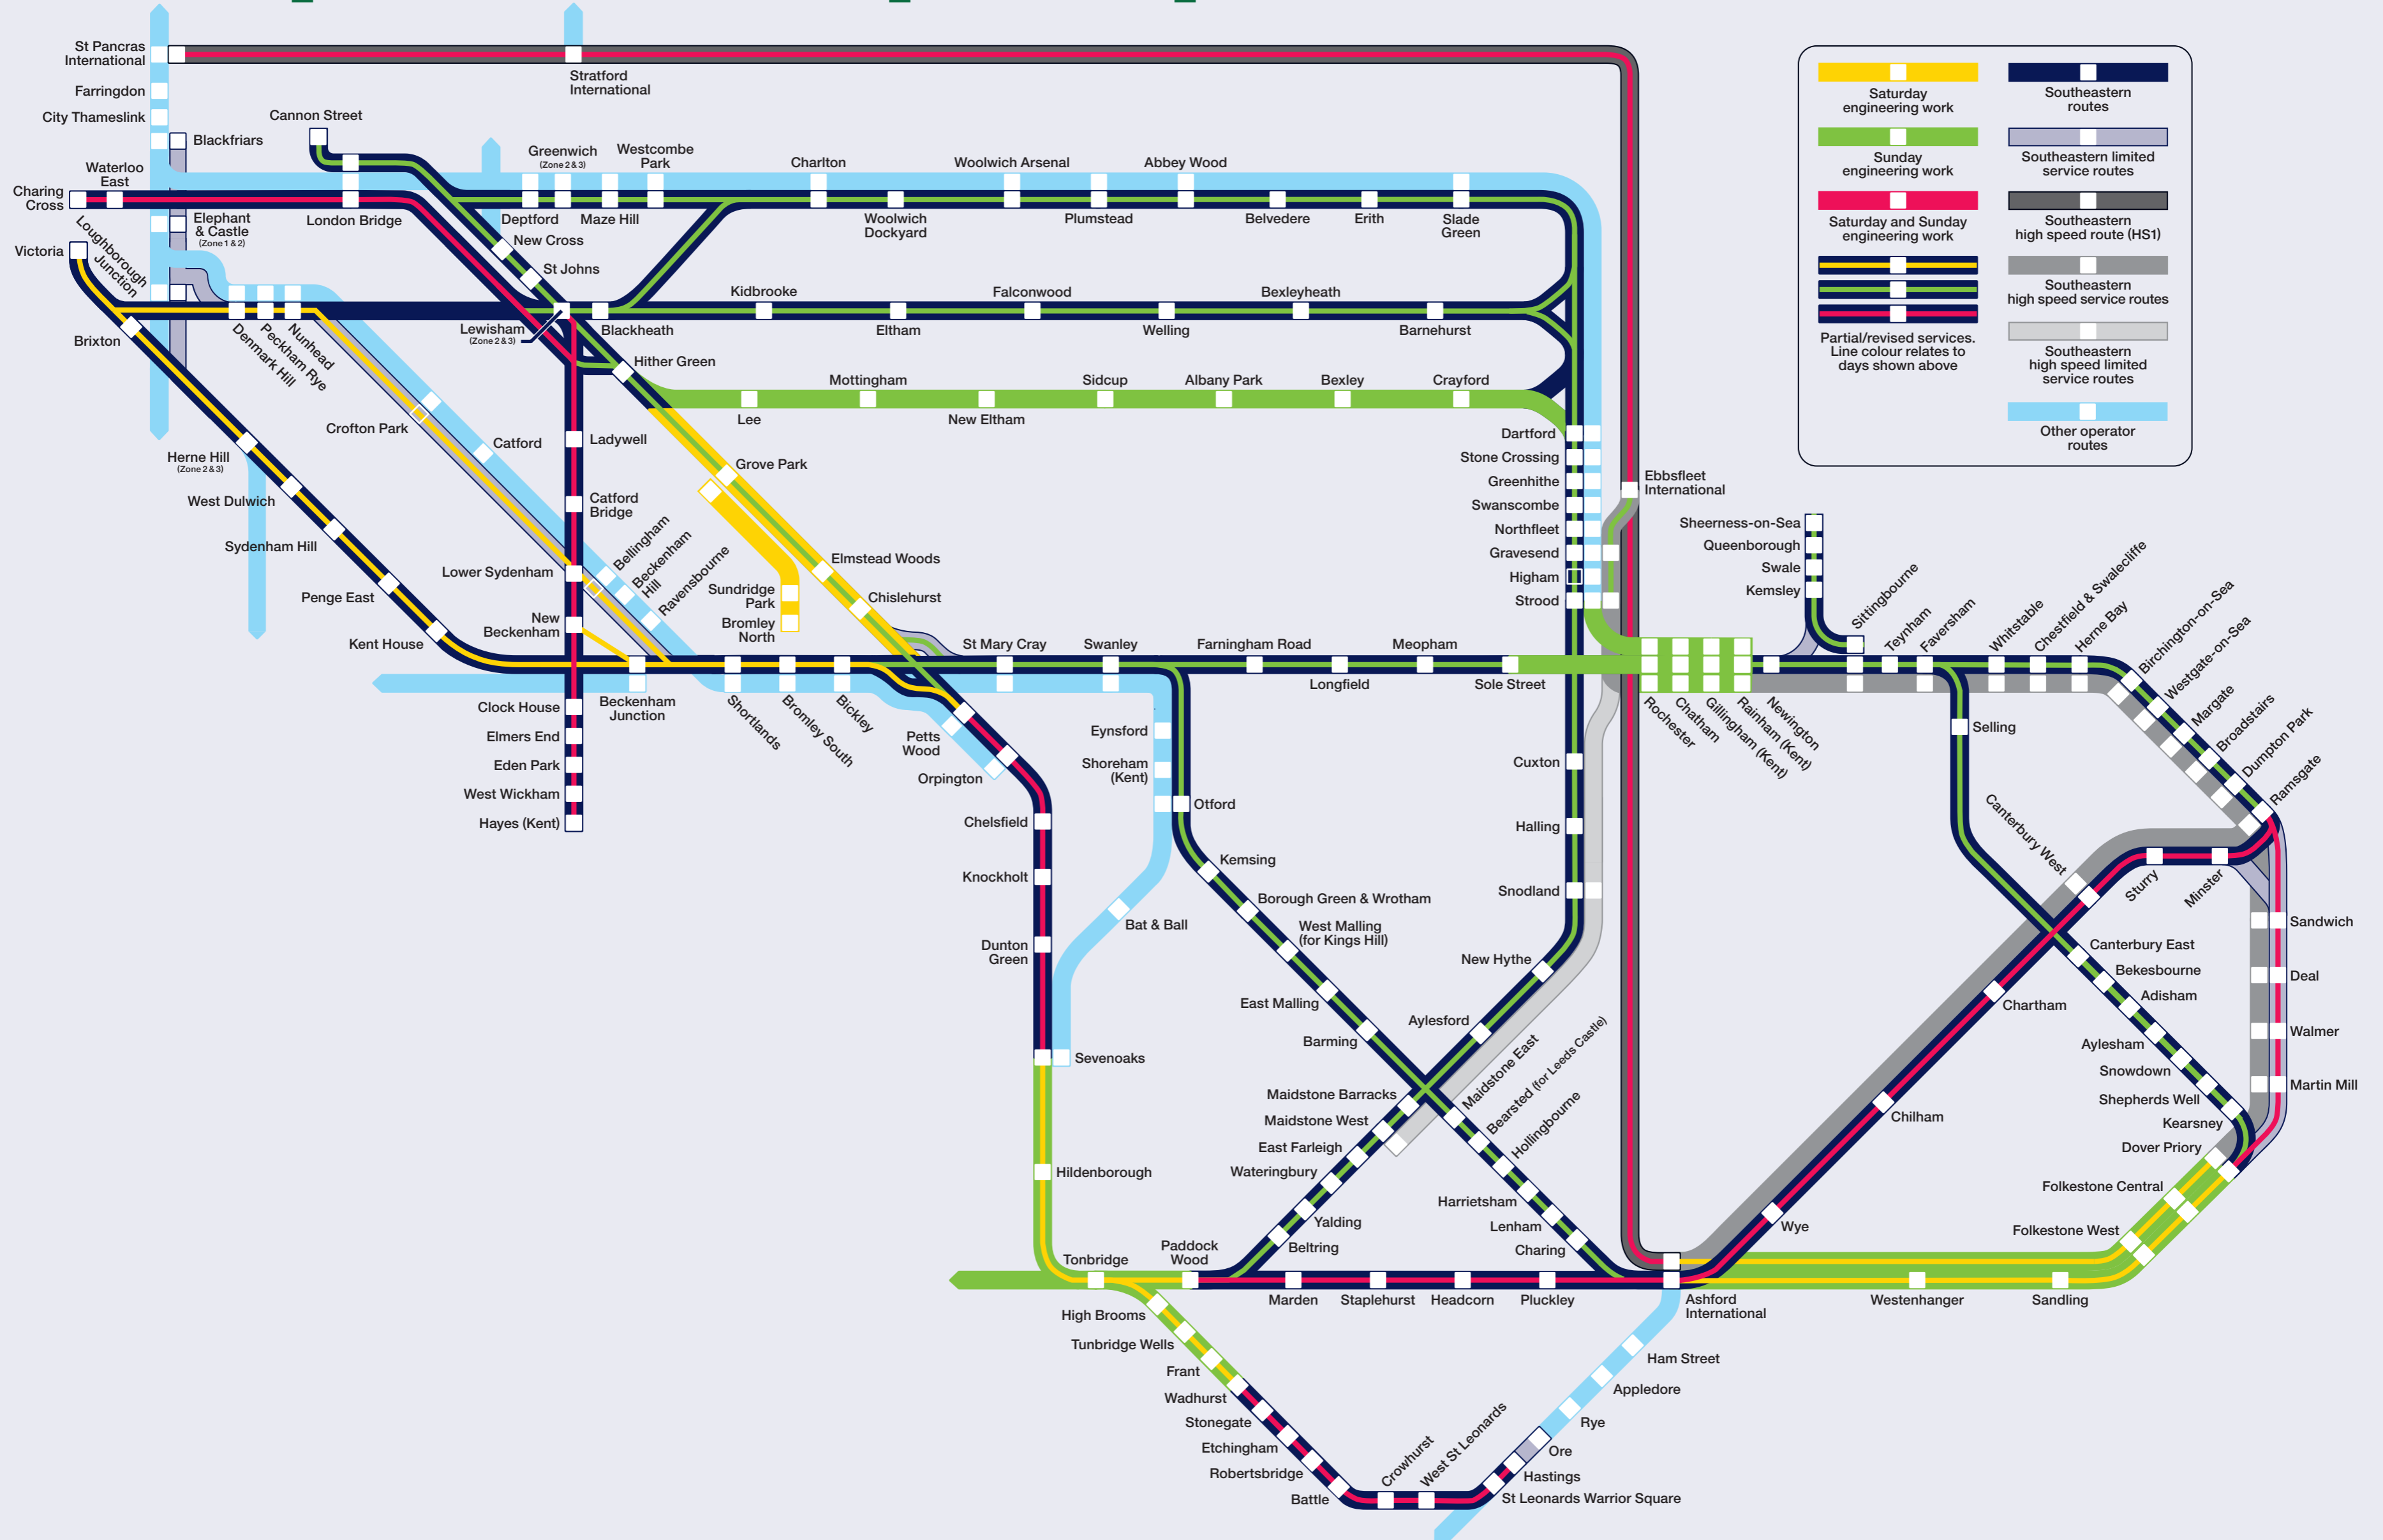 St Pancras
International
Stratford
International
Farringdon
City Thameslink
Blackfriars
Cannon Street
Waterloo
East
Charing
Cross
London Bridge
Elephant
& Castle
(Zone 1 & 2)
Victoria
Loughborough
Junction
Brixton
Denmark Hill
Peckham Rye
Nunhead
Greenwich
(Zone 2 & 3)
Westcombe
Park
Deptford
Maze Hill
New Cross
St Johns
Charlton
Woolwich
Dockyard
Woolwich Arsenal
Plumstead
Abbey Wood
Belvedere
Erith
Slade
Green
Lewisham
(Zone 2 & 3)
Blackheath
Kidbrooke
Eltham
Falconwood
Welling
Bexleyheath
Barnehurst
Hither Green
Lee
Mottingham
New Eltham
Sidcup
Albany Park
Bexley
Crayford
Crofton Park
Catford
Ladywell
Catford
Bridge
Herne Hill
(Zone 2 & 3)
West Dulwich
Sydenham Hill
Penge East
Kent House
Lower Sydenham
New
Beckenham
Bellingham
Beckenham
Hill
Ravensbourne
Grove Park
Sundridge
Park
Bromley
North
Elmstead Woods
Chislehurst
Clock House
Elmers End
Eden Park
West Wickham
Hayes (Kent)
Beckenham
Junction
Shortlands
Bromley South
Bickley
Petts
Wood
Orpington
St Mary Cray
Swanley
Farningham Road
Longfield
Meopham
Sole Street
Dartford
Stone Crossing
Greenhithe
Swanscombe
Northfleet
Gravesend
Higham
Strood
Ebbsfleet
International
Sheerness-on-Sea
Queenborough
Swale
Kemsley
Sittingbourne
Teynham
Faversham
Whitstable
Chestfield & Swalecliffe
Herne Bay
Birchington-on-Sea
Westgate-on-Sea
Margate
Broadstairs
Dumpton Park
Ramsgate
Rochester
Chatham
Gillingham (Kent)
Rainham (Kent)
Newington
Selling
Eynsford
Shoreham
(Kent)
Otford
Kemsing
Borough Green & Wrotham
West Malling
(for Kings Hill)
East Malling
Barming
Bat & Ball
Chelsfield
Knockholt
Dunton
Green
Sevenoaks
Hildenborough
Tonbridge
Cuxton
Halling
Snodland
New Hythe
Aylesford
Maidstone Barracks
Maidstone West
East Farleigh
Wateringbury
Yalding
Beltring
Maidstone East
Bearsted (for Leeds Castle)
Hollingbourne
Harrietsham
Lenham
Charing
Paddock
Wood
Marden
Staplehurst
Headcorn
Pluckley
Ashford
International
Westenhanger
Sandling
Folkestone West
Folkestone Central
Dover Priory
Kearsney
Shepherds Well
Snowdown
Aylesham
Adisham
Bekesbourne
Canterbury East
Canterbury West
Sturry
Minster
Sandwich
Deal
Walmer
Martin Mill
Chartham
Chilham
Wye
High Brooms
Tunbridge Wells
Frant
Wadhurst
Stonegate
Etchingham
Robertsbridge
Battle
Crowhurst
West St Leonards
St Leonards Warrior Square
Hastings
Ore
Rye
Appledore
Ham Street
Saturday
engineering work
Sunday
engineering work
Saturday and Sunday
engineering work
Partial/revised services.
Line colour relates to
days shown above
Southeastern
routes
Southeastern limited
service routes
Southeastern
high speed route (HS1)
Southeastern
high speed service routes
Southeastern
high speed limited
service routes
Other operator
routes